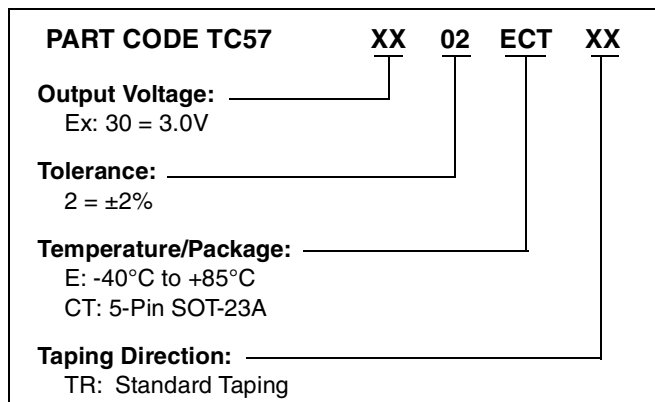 PART CODE TC57 XX 02 ECT XX
Output Voltage:
Ex: 30 = 3.0V
Tolerance:
2 = ±2%
Temperature/Package:
E: -40°C to +85°C
CT: 5-Pin SOT-23A
Taping Direction:
TR: Standard Taping